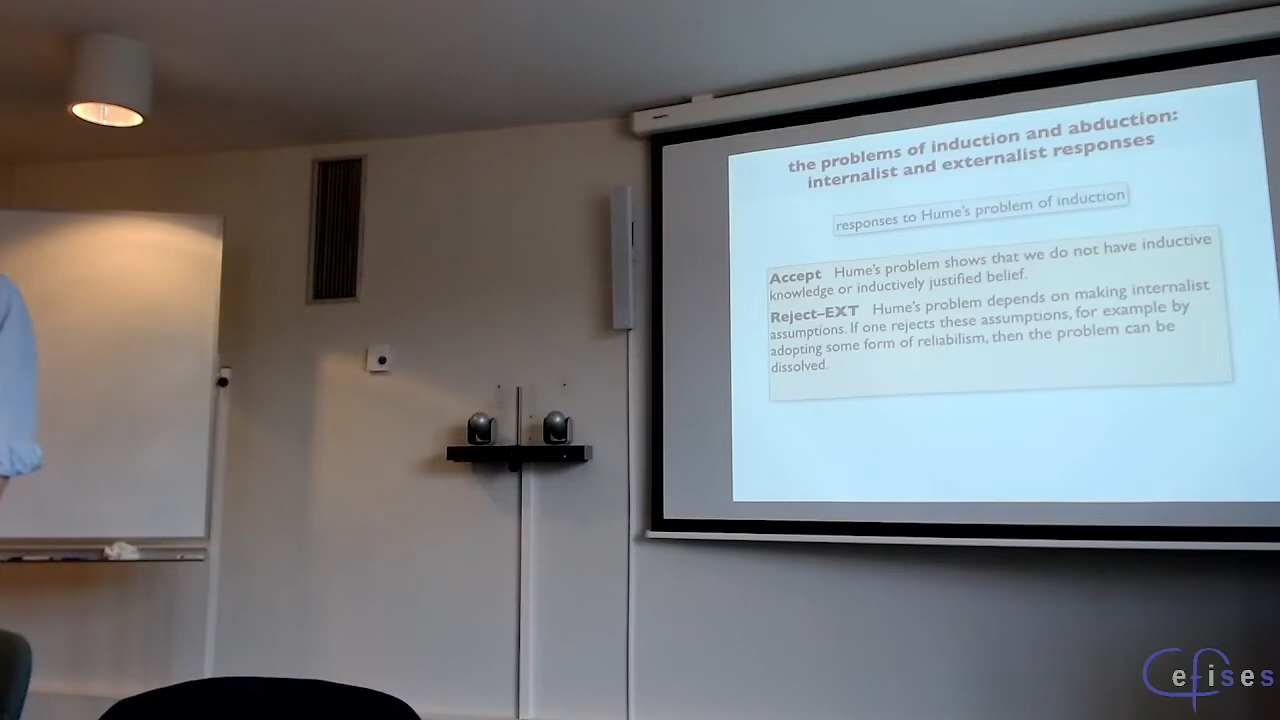 the problems of induction and abduction:
internalist and externalist responses
responses to Hume's problem of induction
Accept Hume's problem shows that we do not have inductive
knowledge or inductively justified belief.
Reject–EXT Hume's problem depends on making internalist
assumptions. If one rejects these assumptions, for example by
adopting some form of reliabilism, then the problem can be
dissolved.
Cefises